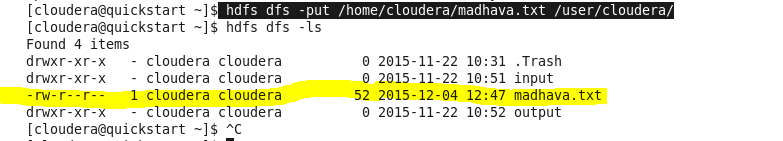 [cloudera@quickstart ~]$ hdfs dfs -put /home/cloudera/madhava.txt /user/cloudera/
[cloudera@quickstart ~]$ hdfs dfs -ls
Found 4 items
drwxr-xr-x   - cloudera cloudera          0 2015-11-22 10:31 .Trash
drwxr-xr-x   - cloudera cloudera          0 2015-11-22 10:51 input
-rw-r--r--   1 cloudera cloudera         52 2015-12-04 12:47 madhava.txt
drwxr-xr-x   - cloudera cloudera          0 2015-11-22 10:52 output
[cloudera@quickstart ~]$ ^C